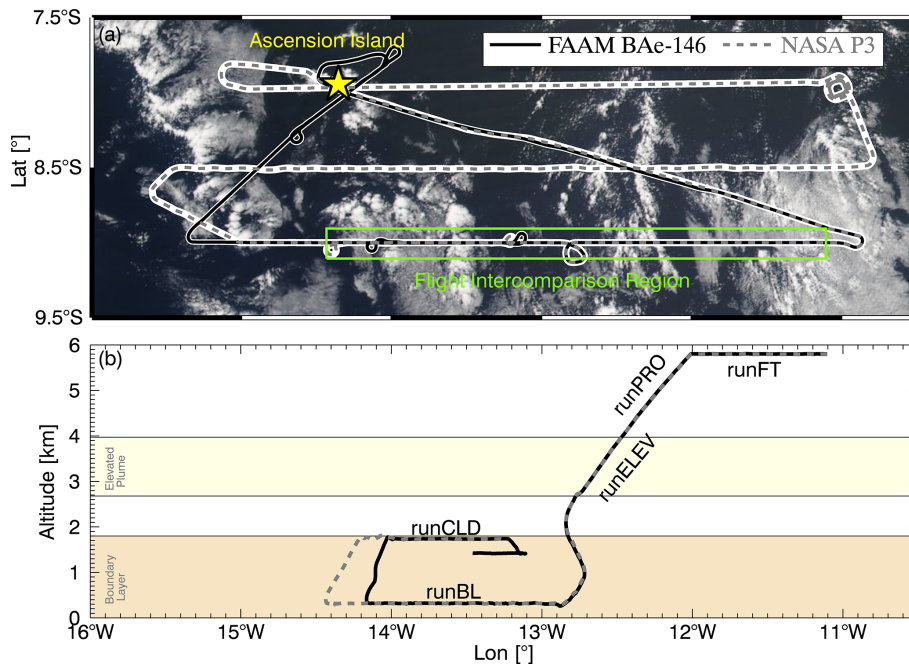 7.5°S
(a)
Ascension Island
FAAM BAe-146
NASA P3
Lat [°]
8.5°S
Flight Intercomparison Region
9.5°S
6
(b)
runFT
runPRO
5
4
Altitude [km]
Elevated
Plume
runELEV
3
2
runCLD
Boundary
Layer
1
runBL
0
16°W
15°W
14°W
13°W
12°W
11°W
Lon [°]